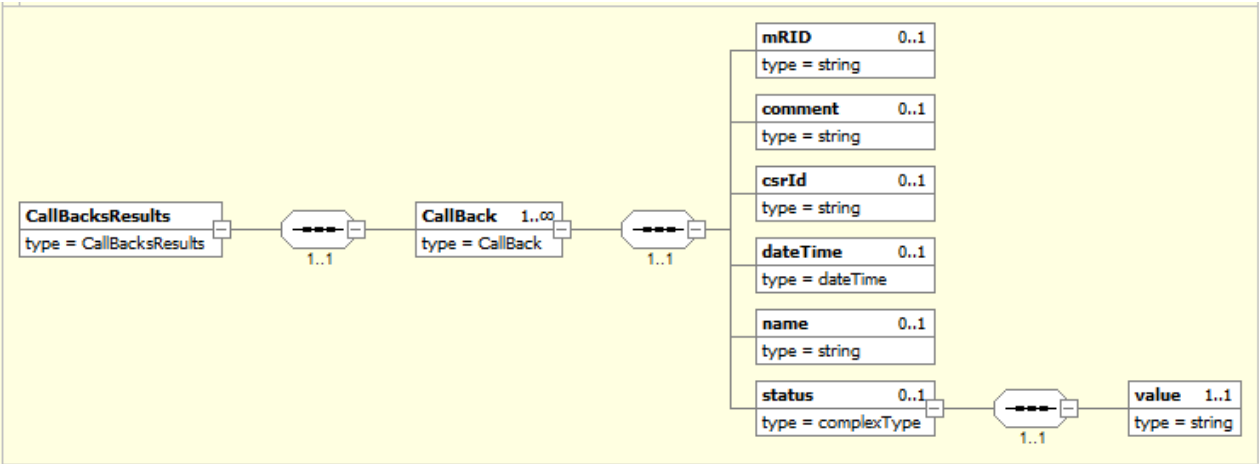 mRID 0..1
type = string
comment 0..1
type = string
csrId 0..1
type = string
CallBacksResults
type = CallBacksResults
1..1
CallBack 1..∞
type = CallBack
1..1
dateTime 0..1
type = dateTime
name 0..1
type = string
status 0..1
type = complexType
1..1
value 1..1
type = string